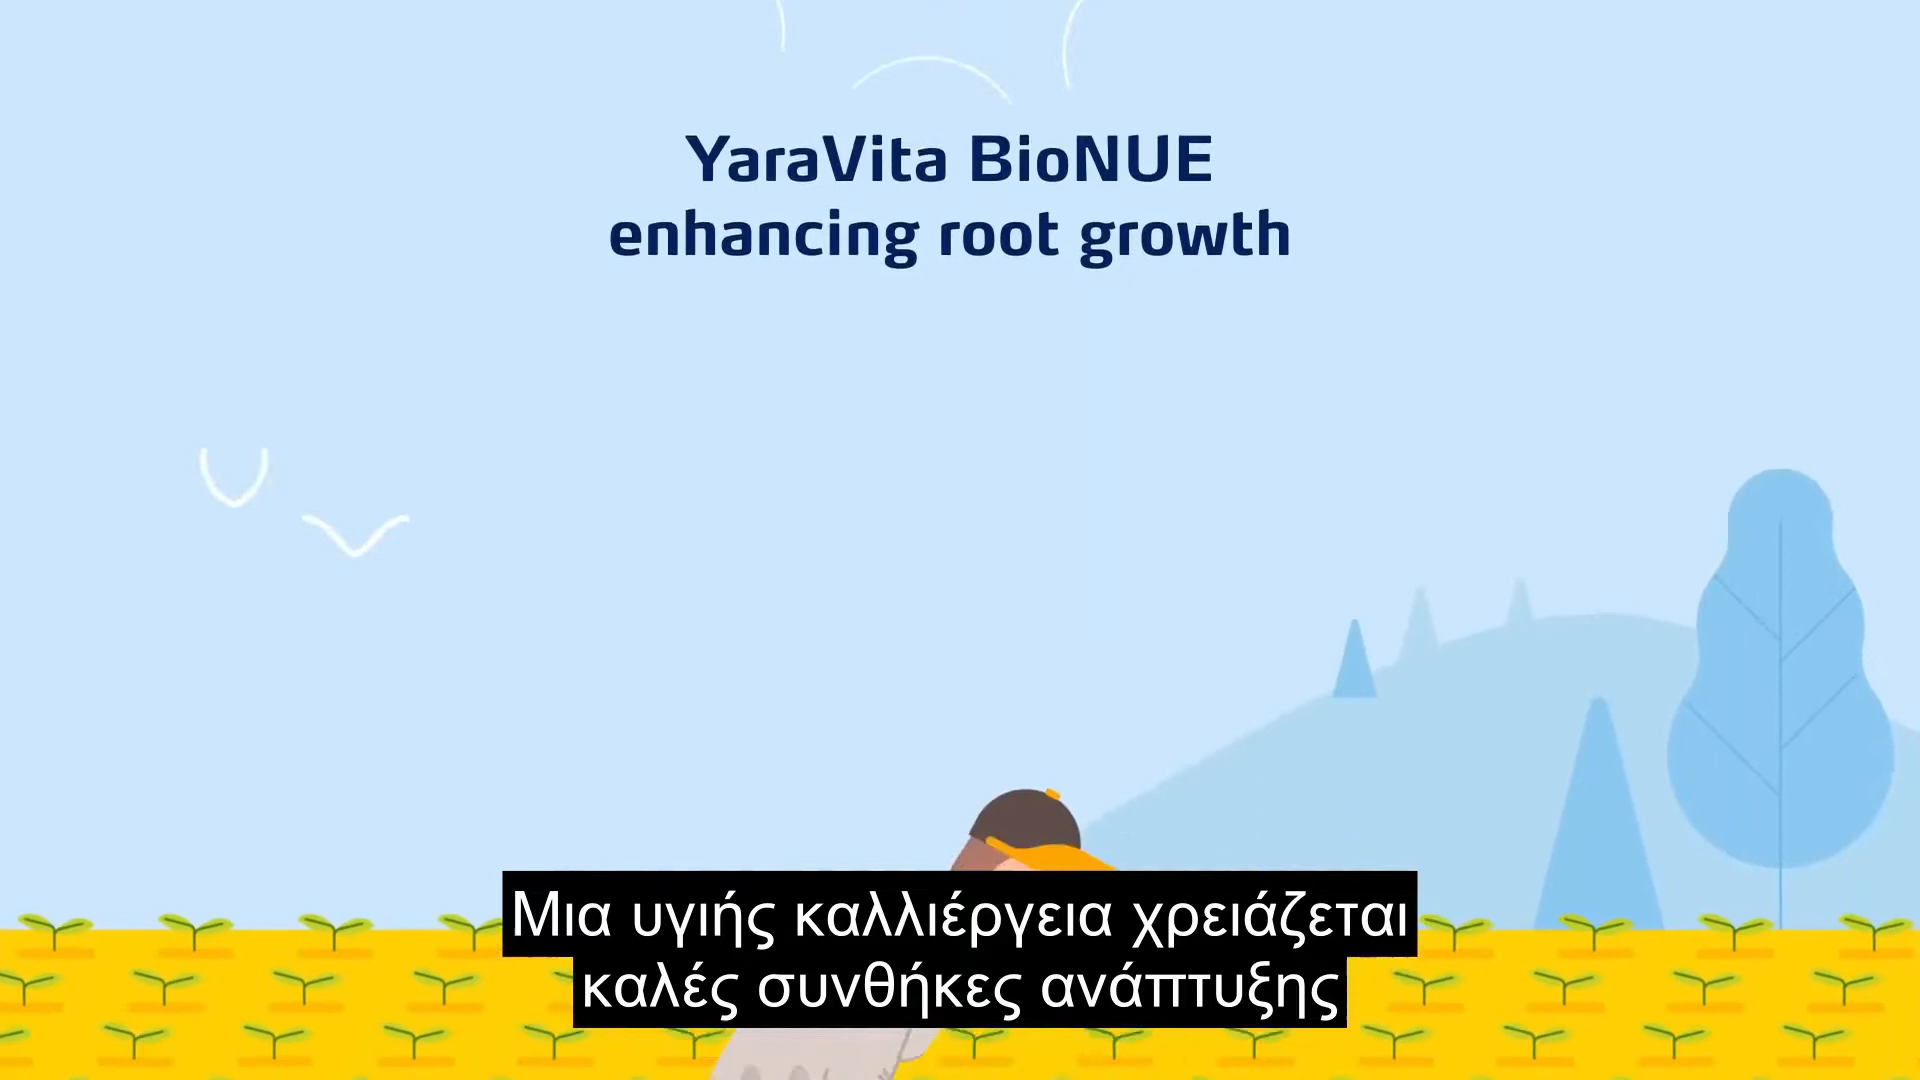 YaraVita BioNUE
enhancing root growth
Μια υγιής καλλιέργεια χρειάζεται
καλές συνθήκες ανάπτυξης